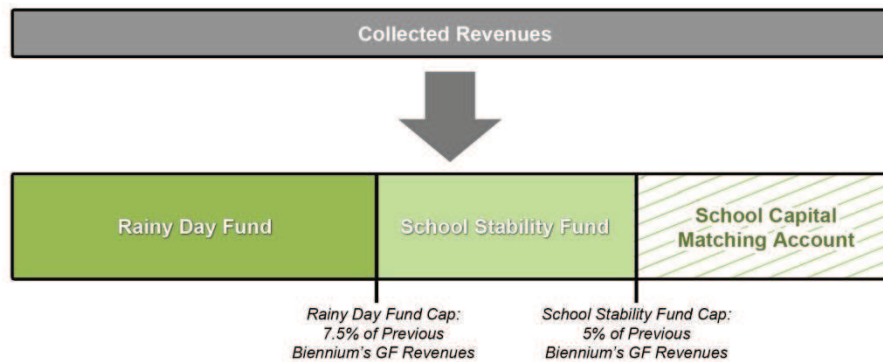 Collected Revenues
Rainy Day Fund
School Stability Fund
School Capital
Matching Account
Rainy Day Fund Cap:
7.5% of Previous
Biennium's GF Revenues
School Stability Fund Cap:
5% of Previous
Biennium's GF Revenues